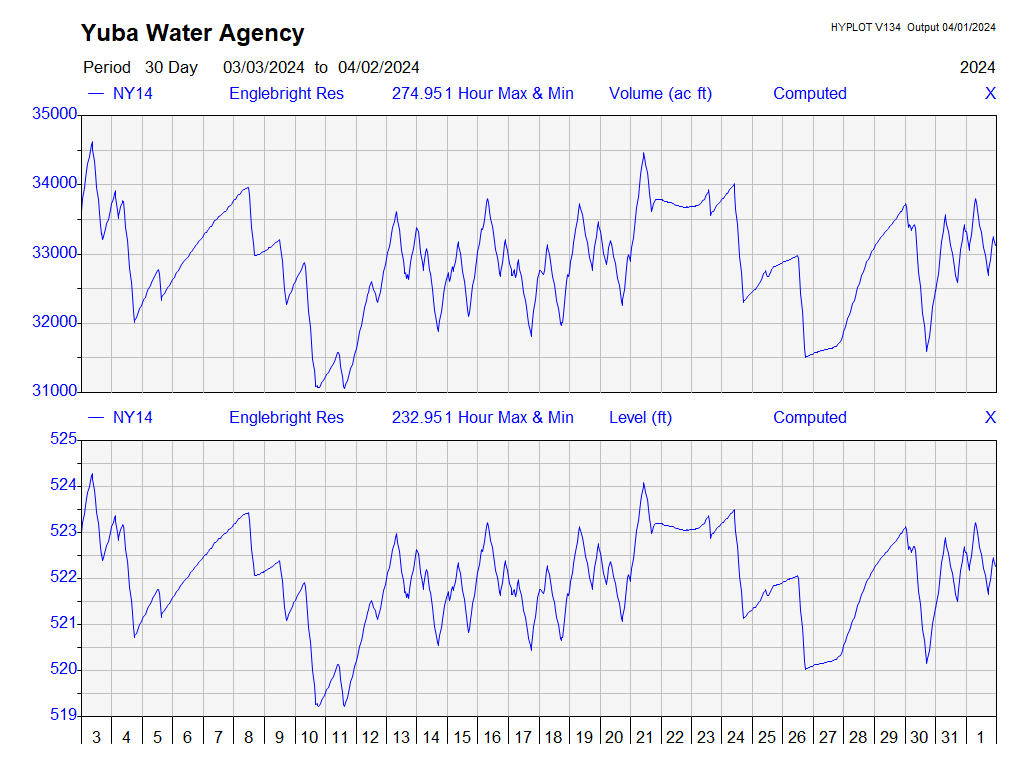 Yuba Water Agency
HYPLOT V134 Output 04/01/2024
Period 30 Day 03/03/2024 to 04/02/2024 2024
NY14 Englebright Res 274.951 Hour Max & Min Volume (ac ft) Computed X
35000
34000
33000
32000
31000
NY14 Englebright Res 232.951 Hour Max & Min Level (ft) Computed X
525
524
523
522
521
520
519
3 4 5 6 7 8 9 10 11 12 13 14 15 16 17 18 19 20 21 22 23 24 25 26 27 28 29 30 31 1